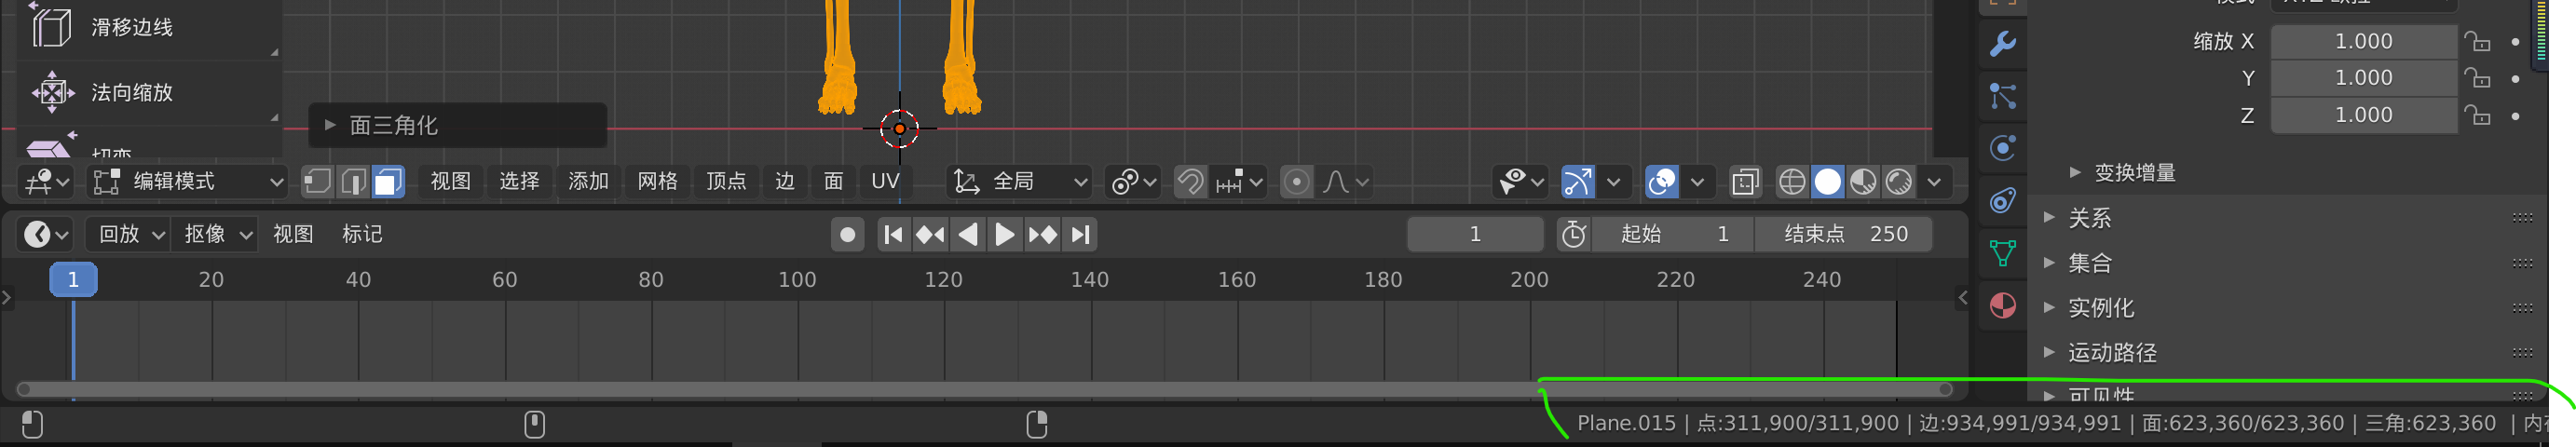 滑移边线
法向缩放
切变
面三角化
编辑模式 视图 选择 添加 网格 顶点 边 面 UV 全局
回放 抠像 视图 标记 1 起始 1 结束点 250
1 20 40 60 80 100 120 140 160 180 200 220 240
缩放 X 1.000
Y 1.000
Z 1.000
变换增量
关系
集合
实例化
运动路径
可见性
Plane.015 | 点:311,900/311,900 | 边:934,991/934,991 | 面:623,360/623,360 | 三角:623,360 | 内